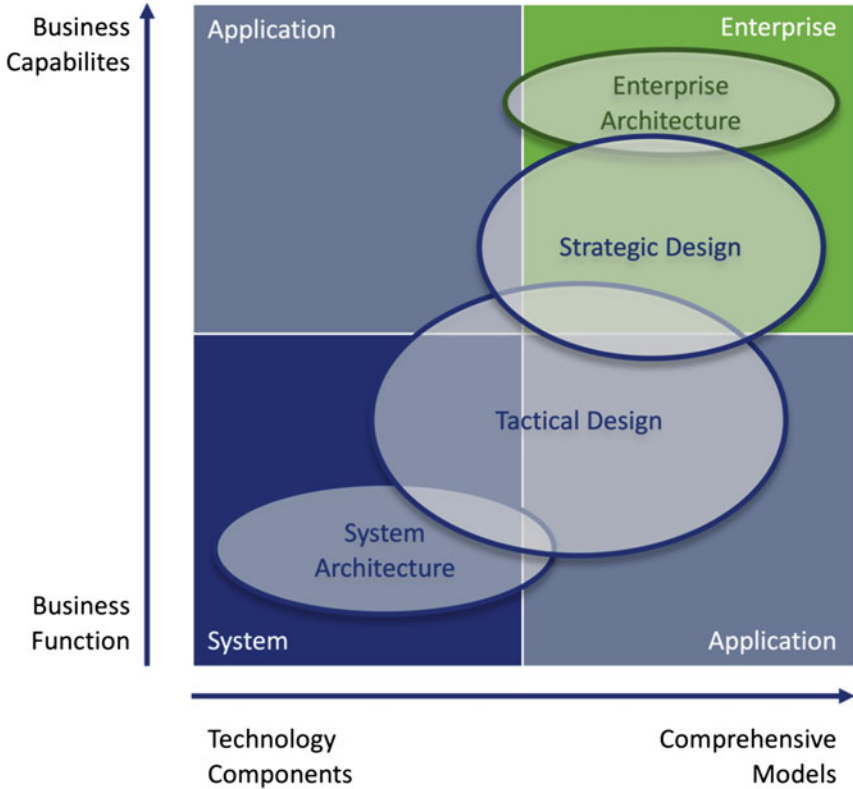 Business
Capabilites
Application
Enterprise
Enterprise
Architecture
Strategic Design
Tactical Design
System
Architecture
Business
Function
System
Application
Technology
Components
Comprehensive
Models